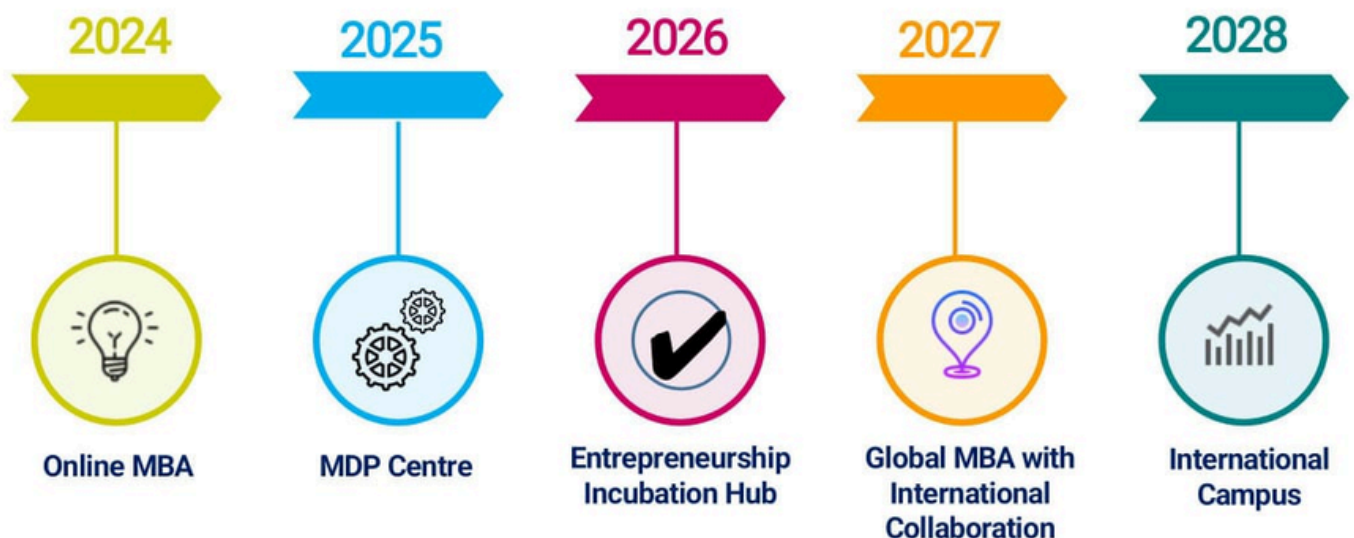 2024
2025
2026
2027
2028
Online MBA
MDP Centre
Entrepreneurship
Incubation Hub
Global MBA with
International
Collaboration
International
Campus